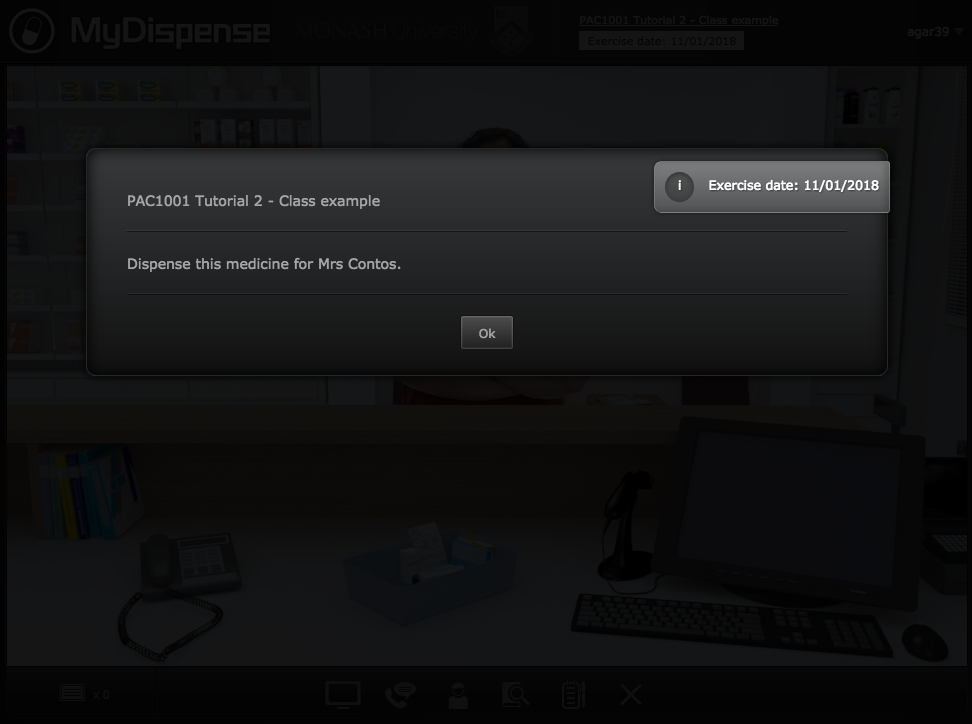 MyDispense
MONASH University
PAC1001 Tutorial 2 - Class example
Exercise date: 11/01/2018
agar39
Exercise date: 11/01/2018
PAC1001 Tutorial 2 - Class example
Dispense this medicine for Mrs Contos.
Ok
x 0